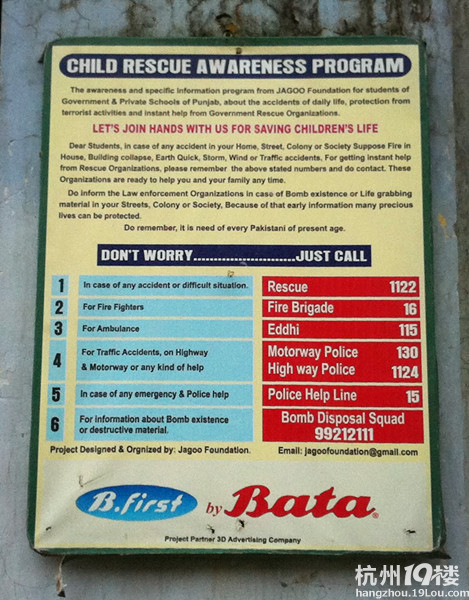 CHILD RESCUE AWARENESS PROGRAM
The awareness and specific Information program from JAGOO Foundation for students of
Government & Private Schools of Punjab, about the accidents of daily life, protection from
terrorist activities and instant help from Government Rescue Organizations.
LET'S JOIN HANDS WITH US FOR SAVING CHILDREN'S LIFE
Dear Students, in case of any accident in your Home, Street, Colony or Society Suppose Fire in
House, Building collapse, Earth Quick, Storm, Wind or Traffic accidents. For getting instant help
from Rescue Organizations, please remember the above stated numbers and do contact. These
Organizations are ready to help you and your family any time.
Do inform the Law enforcement Organizations in case of Bomb existence or Life grabbing
material in your Streets, Colony or Society, Because of that early information many precious
lives can be protected.
Do remember, it is need of every Pakistani of present age.
DON'T WORRY........................JUST CALL
1 In case of any accident or difficult situation. Rescue 1122
2 For Fire Fighters Fire Brigade 16
3 For Ambulance Eddhi 115
4 For Traffic Accidents, on Highway Motorway Police 130
& Motorway or any kind of help High way Police 1124
5 In case of any emergency & Police help Police Help Line 15
6 For information about Bomb existence Bomb Disposal Squad
or destructive material. 99212111
Project Designed & Orgnized by: Jagoo Foundation. Email: jagoofoundation@gmail.com
B.first by Bata
Project Partner 3D Advertising Company
杭州19楼
hangzhou.19Lou.com